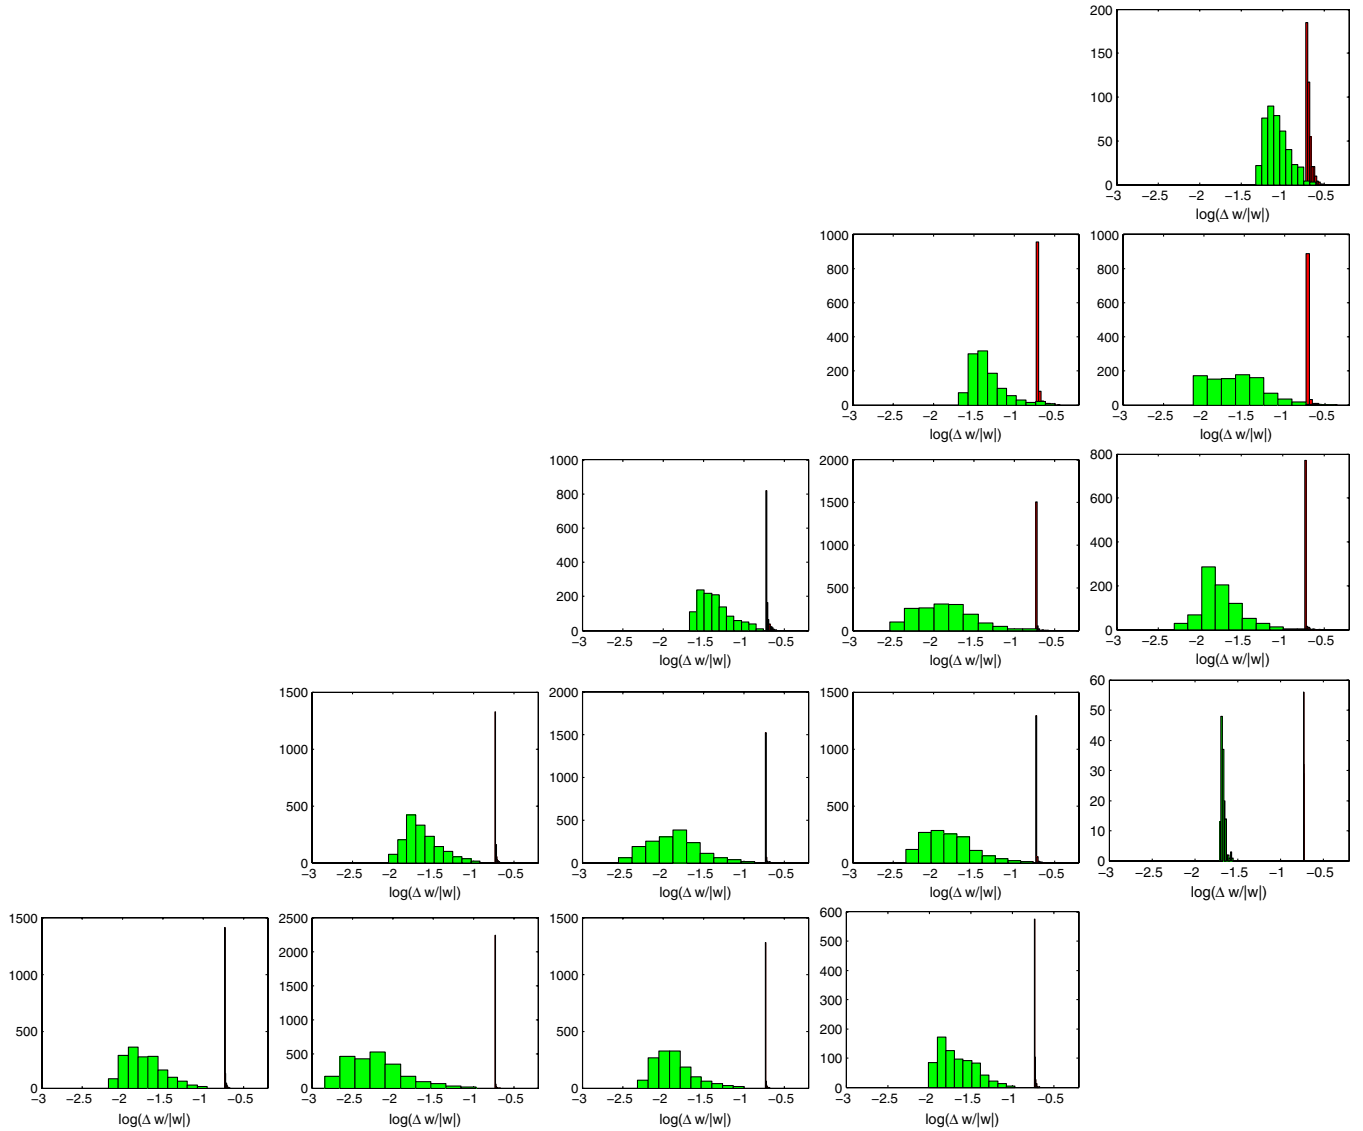 200
150
100
50
0
−3 −2.5 −2 −1.5 −1 −0.5
log(Δ w/|w|)
1000 1000
800 800
600 600
400 400
200 200
0 0
−3 −2.5 −2 −1.5 −1 −0.5 −3 −2.5 −2 −1.5 −1 −0.5
log(Δ w/|w|) log(Δ w/|w|)
1000 2000 800
800 1500 600
600 1000 400
400 500 200
200 0 0
0
−3 −2.5 −2 −1.5 −1 −0.5 −3 −2.5 −2 −1.5 −1 −0.5 −3 −2.5 −2 −1.5 −1 −0.5
log(Δ w/|w|) log(Δ w/|w|) log(Δ w/|w|)
1500 2000 1500 60
1000 1500 1000 50
500 1000 500 40
0 500 0 30
0 20
10
0
−3 −2.5 −2 −1.5 −1 −0.5 −3 −2.5 −2 −1.5 −1 −0.5 −3 −2.5 −2 −1.5 −1 −0.5 −3 −2.5 −2 −1.5 −1 −0.5
log(Δ w/|w|) log(Δ w/|w|) log(Δ w/|w|) log(Δ w/|w|)
1500 2500 1500 600
1000 2000 1000 500
500 1500 500 400
0 1000 0 300
500 200
0 100
0
−3 −2.5 −2 −1.5 −1 −0.5 −3 −2.5 −2 −1.5 −1 −0.5 −3 −2.5 −2 −1.5 −1 −0.5 −3 −2.5 −2 −1.5 −1 −0.5
log(Δ w/|w|) log(Δ w/|w|) log(Δ w/|w|) log(Δ w/|w|)